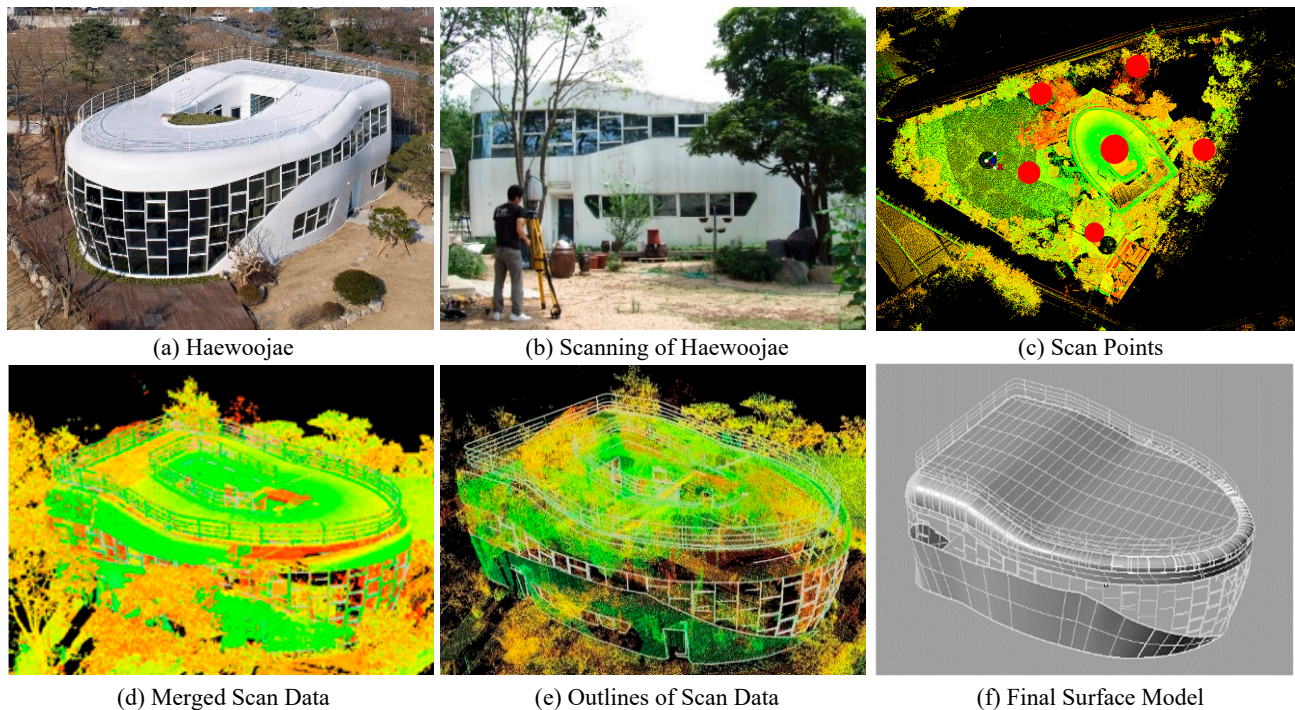 (a) Haewoojae
(b) Scanning of Haewoojae
(c) Scan Points
(d) Merged Scan Data
(e) Outlines of Scan Data
(f) Final Surface Model